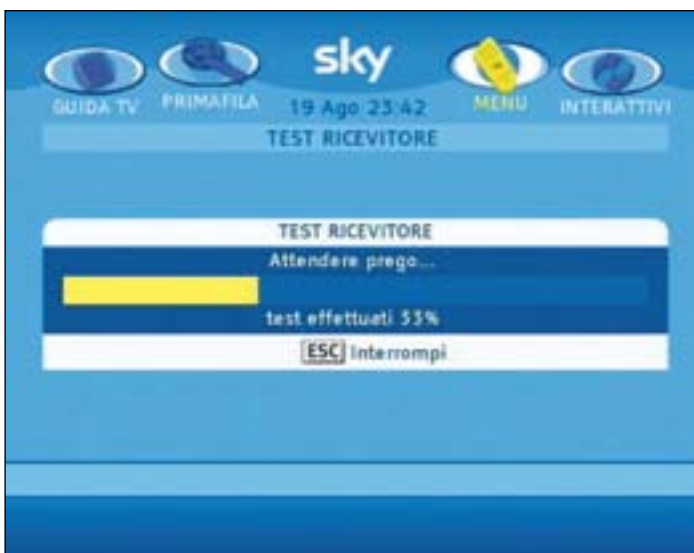 sky
GUIDA TV PRIMAFILA 19 Ago 23:42 MENU INTERATTIVI
TEST RICEVITORE
TEST RICEVITORE
Attendere prego...
test effettuati 33%
ESC Interrompi